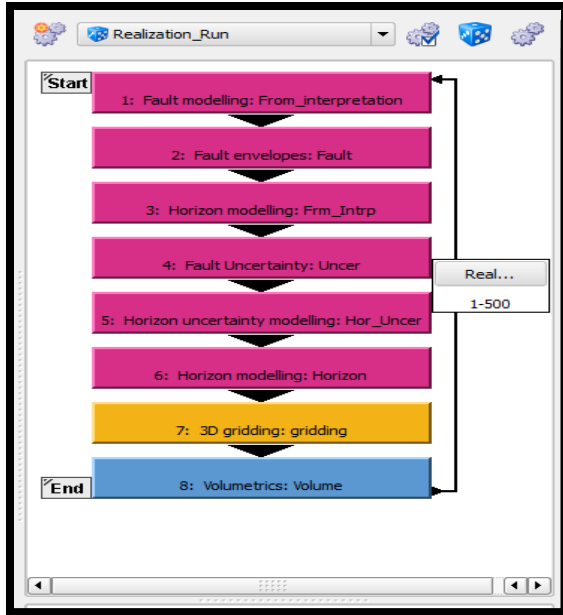 Realization_Run
Start
1: Fault modelling: From_interpretation
2: Fault envelopes: Fault
3: Horizon modelling: Frm_Intrp
4: Fault Uncertainty: Uncer
Real...
1-500
5: Horizon uncertainty modelling: Hor_Uncer
6: Horizon modelling: Horizon
7: 3D gridding: gridding
End
8: Volumetrics: Volume